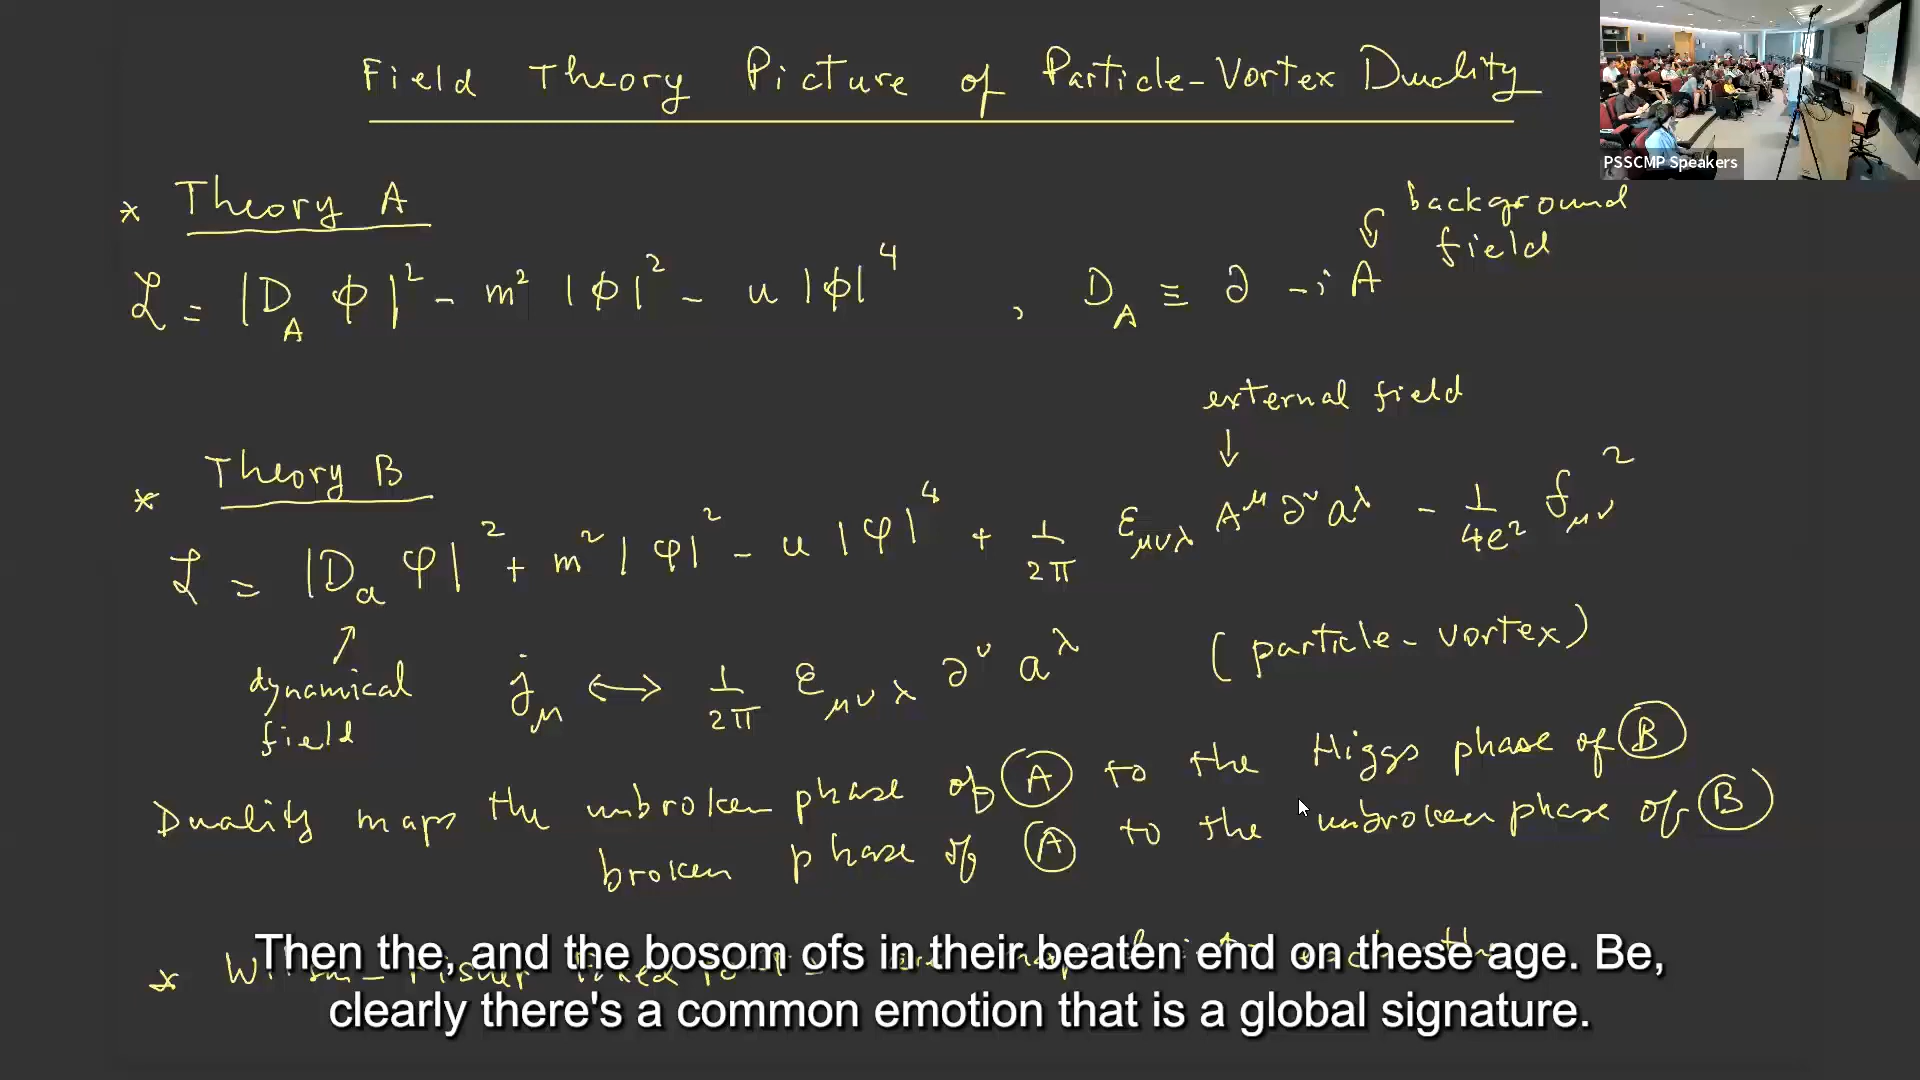 Field Theory Picture of Particle-Vortex Duality
PSSCMP Speakers
* Theory A
background
field
ℒ = |D_A ϕ|² - m² |ϕ|² - u |ϕ|⁴ , D_A ≡ ∂ - i A
external field
* Theory B
ℒ = |D_a φ|² + m² |φ|² - u |φ|⁴ + 1/2π ε_μνλ A^μ ∂^ν a^λ - 1/4e² f_μν²
dynamical
field
j_μ ↔ 1/2π ε_μνλ ∂^ν a^λ (particle-vortex)
Duality maps the unbroken phase of Ⓐ to the Higgs phase of Ⓑ
broken phase of Ⓐ to the unbroken phase of Ⓑ
Then the, and the bosom ofs in their beaten end on these age. Be,
clearly there's a common emotion that is a global signature.